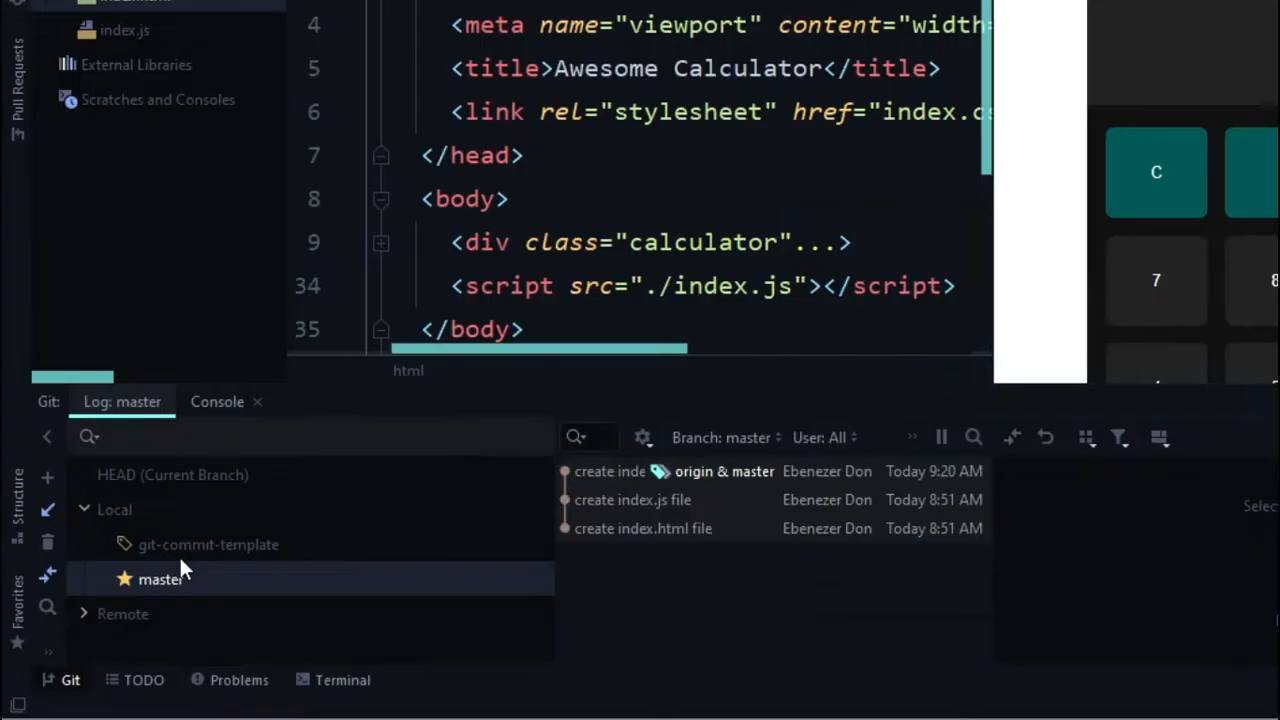 index.js
External Libraries
Scratches and Consoles
Pull Requests
4 <meta name="viewport" content="width=
5 <title>Awesome Calculator</title>
6 <link rel="stylesheet" href="index.c
7 </head>
8 <body>
9 <div class="calculator"...>
34 <script src="./index.js"></script>
35 </body>
html
C
7
8
Git: Log: master Console ×
Branch: master User: All
HEAD (Current Branch)
Local
git-commit-template
master
Remote
create inde origin & master Ebenezer Don Today 9:20 AM
create index.js file Ebenezer Don Today 8:51 AM
create index.html file Ebenezer Don Today 8:51 AM
Selec
Structure
Favorites
Git TODO Problems Terminal